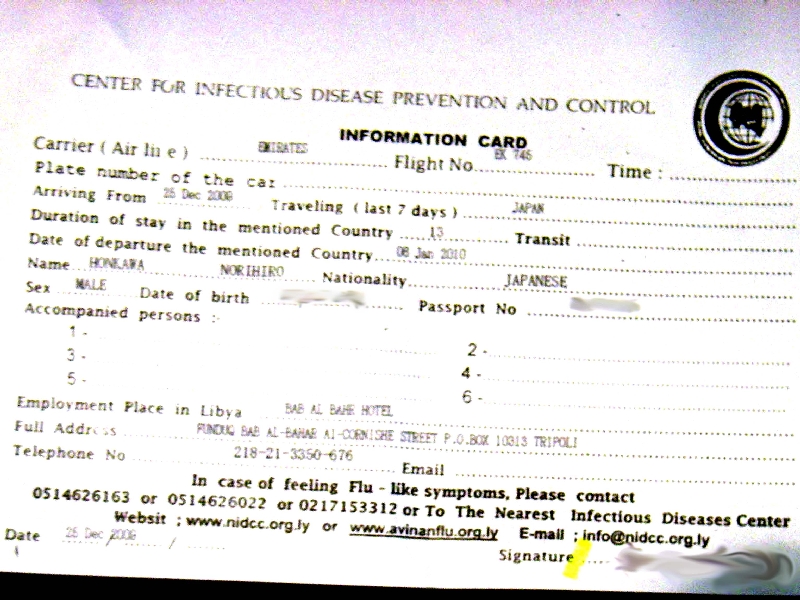 CENTER FOR INFECTIOUS DISEASE PREVENTION AND CONTROL
INFORMATION CARD
Carrier ( Air line ) EMIRATES Flight No. EK 745 Time :
Plate number of the car
Arriving From 25 Dec 2009 Traveling ( last 7 days ) JAPAN
Duration of stay in the mentioned Country 13 Transit
Date of departure the mentioned Country 08 Jan 2010
Name HONKAWA NORIHIRO Nationality JAPANESE
Sex MALE Date of birth Passport No
Accompanied persons :
1 - 2 -
3 - 4 -
5 - 6 -
Employment Place in Libya BAB AL BAHR HOTEL
Full Address FUNDUQ BAB AL-BAHAR Al-CORNISHE STREET P.O.BOX 10313 TRIPOLI
Telephone No 218-21-3350-676 Email
In case of feeling Flu - like symptoms, Please contact
0514626163 or 0514626022 or 0217153312 or To The Nearest Infectious Diseases Center
Websit ; www.nidcc.org.ly or www.avinanflu.org.ly E-mail ; info@nidcc.org.ly
Date 25 Dec 2009 / / Signature